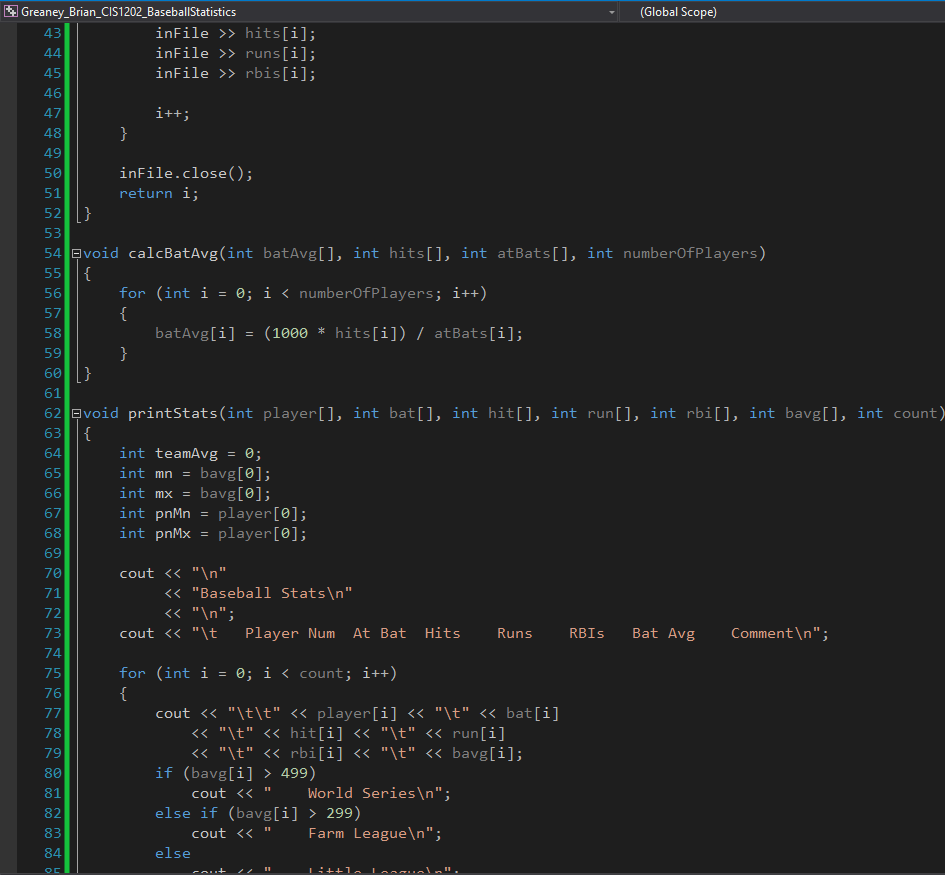 Greaney_Brian_CIS1202_BaseballStatistics (Global Scope)
43 inFile >> hits[i];
44 inFile >> runs[i];
45 inFile >> rbis[i];
46
47 i++;
48 }
49
50 inFile.close();
51 return i;
52 }
53
54 void calcBatAvg(int batAvg[], int hits[], int atBats[], int numberOfPlayers)
55 {
56 for (int i = 0; i < numberOfPlayers; i++)
57 {
58 batAvg[i] = (1000 * hits[i]) / atBats[i];
59 }
60 }
61
62 void printStats(int player[], int bat[], int hit[], int run[], int rbi[], int bavg[], int count)
63 {
64 int teamAvg = 0;
65 int mn = bavg[0];
66 int mx = bavg[0];
67 int pnMn = player[0];
68 int pnMx = player[0];
69
70 cout << "\n"
71 << "Baseball Stats\n"
72 << "\n";
73 cout << "\t   Player Num  At Bat  Hits    Runs    RBIs   Bat Avg    Comment\n";
74
75 for (int i = 0; i < count; i++)
76 {
77 cout << "\t\t" << player[i] << "\t" << bat[i]
78 << "\t" << hit[i] << "\t" << run[i]
79 << "\t" << rbi[i] << "\t" << bavg[i];
80 if (bavg[i] > 499)
81 cout << "    World Series\n";
82 else if (bavg[i] > 299)
83 cout << "    Farm League\n";
84 else
85 cout << "    Little League\n";